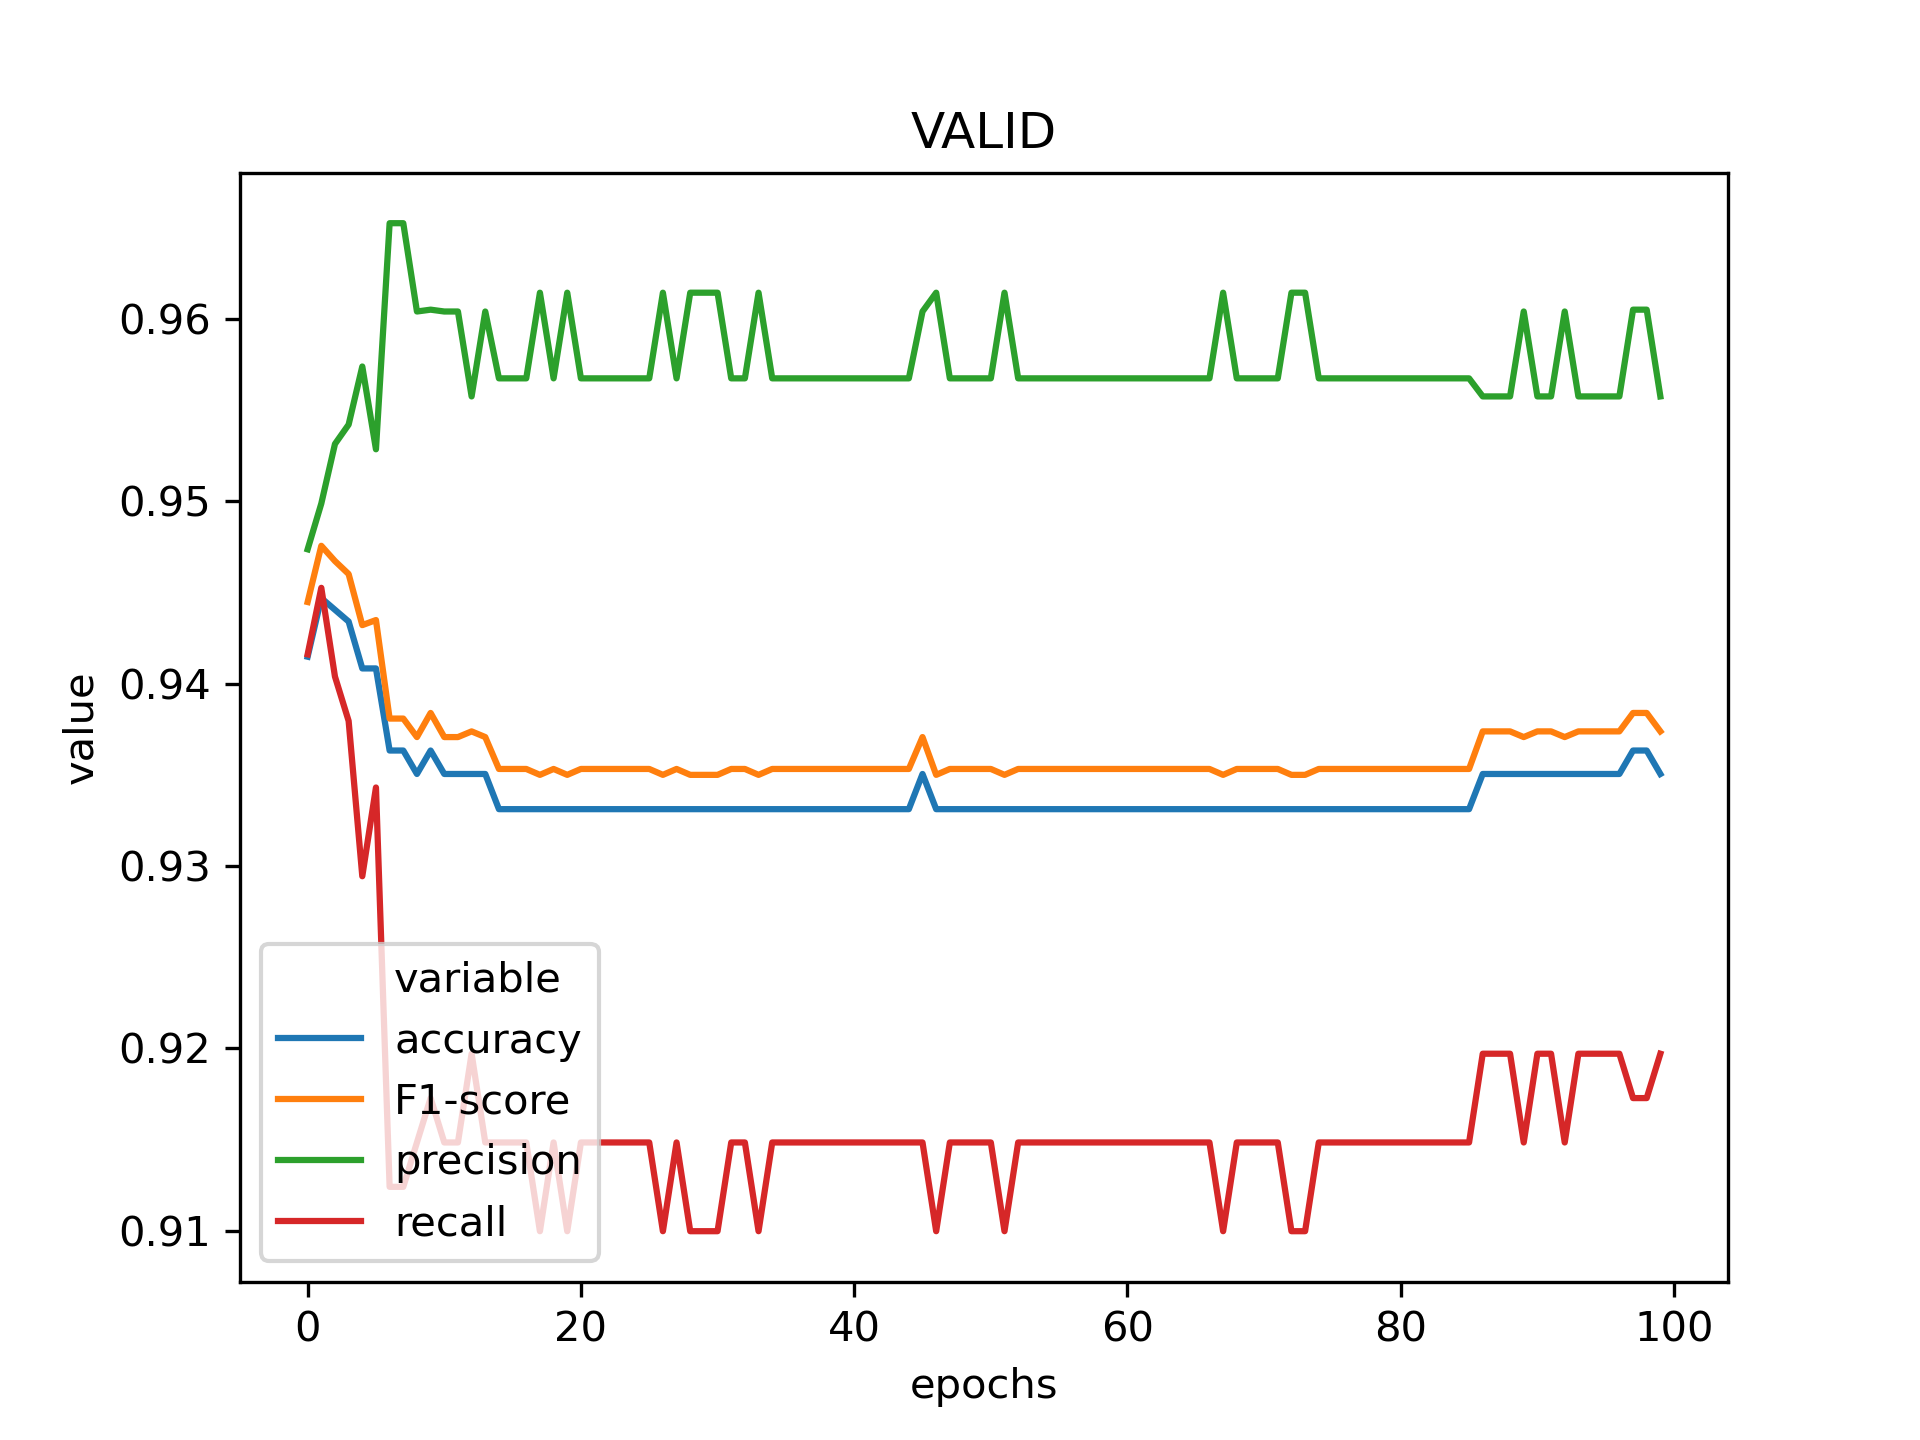 VALID
value
0.96
0.95
0.94
0.93
0.92
0.91
variable
accuracy
F1-score
precision
recall
0 20 40 60 80 100
epochs